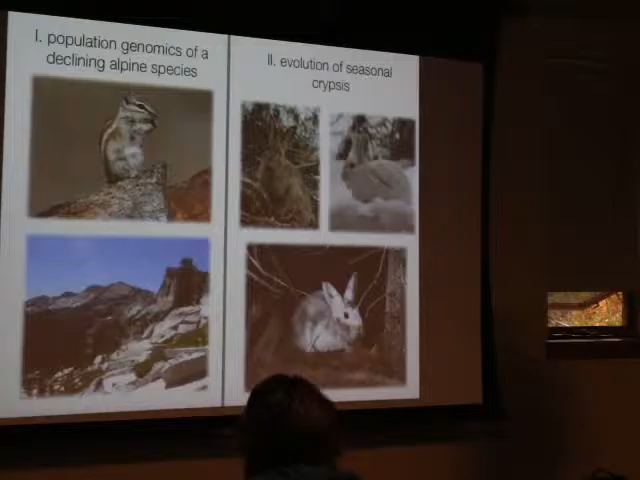 I. population genomics of a
declining alpine species
II. evolution of seasonal
crypsis